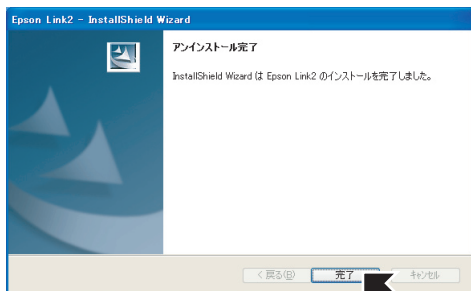 Epson Link2 - InstallShield Wizard
アンインストール完了
InstallShield Wizard は Epson Link2 のインストールを完了しました。
< 戻る(B)
完了
キャンセル